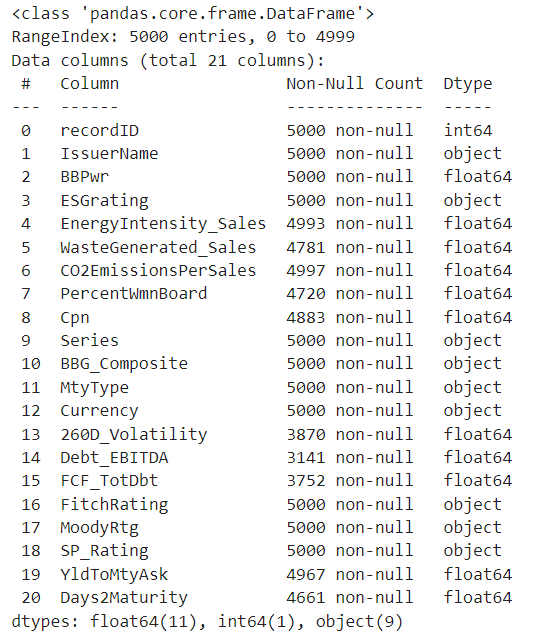 <class 'pandas.core.frame.DataFrame'>
RangeIndex: 5000 entries, 0 to 4999
Data columns (total 21 columns):
 #   Column                 Non-Null Count  Dtype
---  ------                 --------------  -----
 0   recordID               5000 non-null   int64
 1   IssuerName             5000 non-null   object
 2   BBPwr                  5000 non-null   float64
 3   ESGrating              5000 non-null   object
 4   EnergyIntensity_Sales  4993 non-null   float64
 5   WasteGenerated_Sales   4781 non-null   float64
 6   CO2EmissionsPerSales   4997 non-null   float64
 7   PercentWmnBoard        4720 non-null   float64
 8   Cpn                    4883 non-null   float64
 9   Series                 5000 non-null   object
 10  BBG_Composite          5000 non-null   object
 11  MtyType                5000 non-null   object
 12  Currency               5000 non-null   object
 13  260D_Volatility        3870 non-null   float64
 14  Debt_EBITDA            3141 non-null   float64
 15  FCF_TotDbt             3752 non-null   float64
 16  FitchRating            5000 non-null   object
 17  MoodyRtg               5000 non-null   object
 18  SP_Rating              5000 non-null   object
 19  YldToMtyAsk            4967 non-null   float64
 20  Days2Maturity          4661 non-null   float64
dtypes: float64(11), int64(1), object(9)